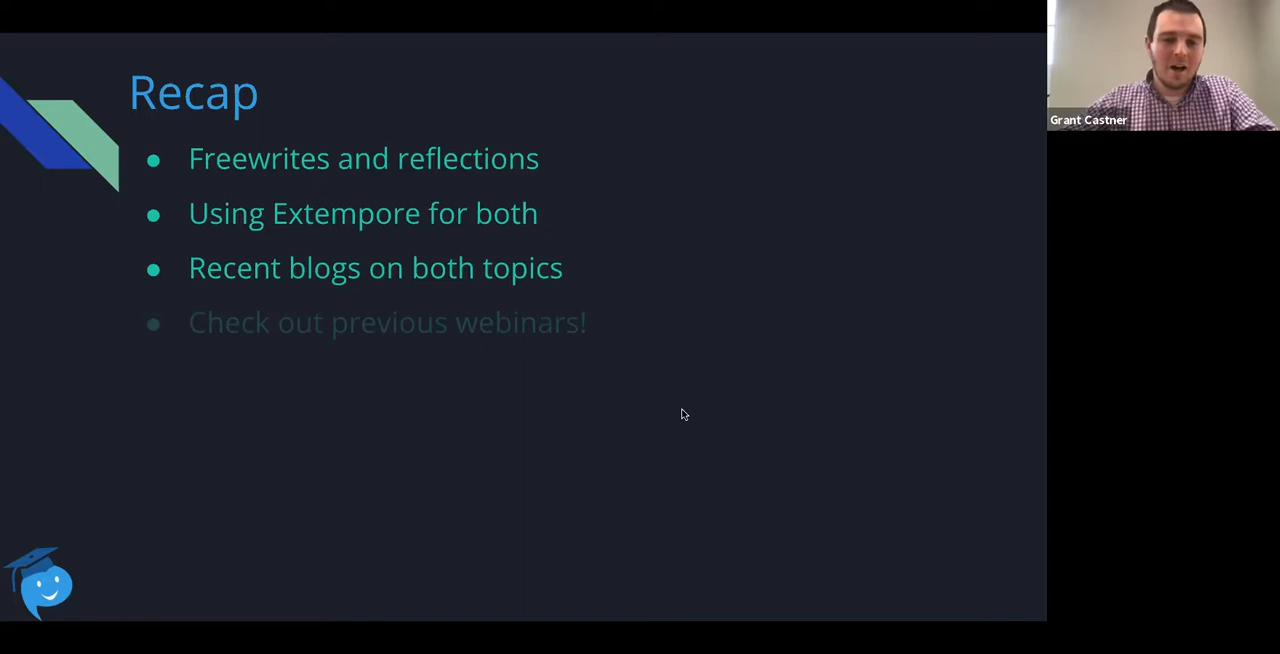 Recap
● Freewrites and reflections
● Using Extempore for both
● Recent blogs on both topics
● Check out previous webinars!
Grant Castner